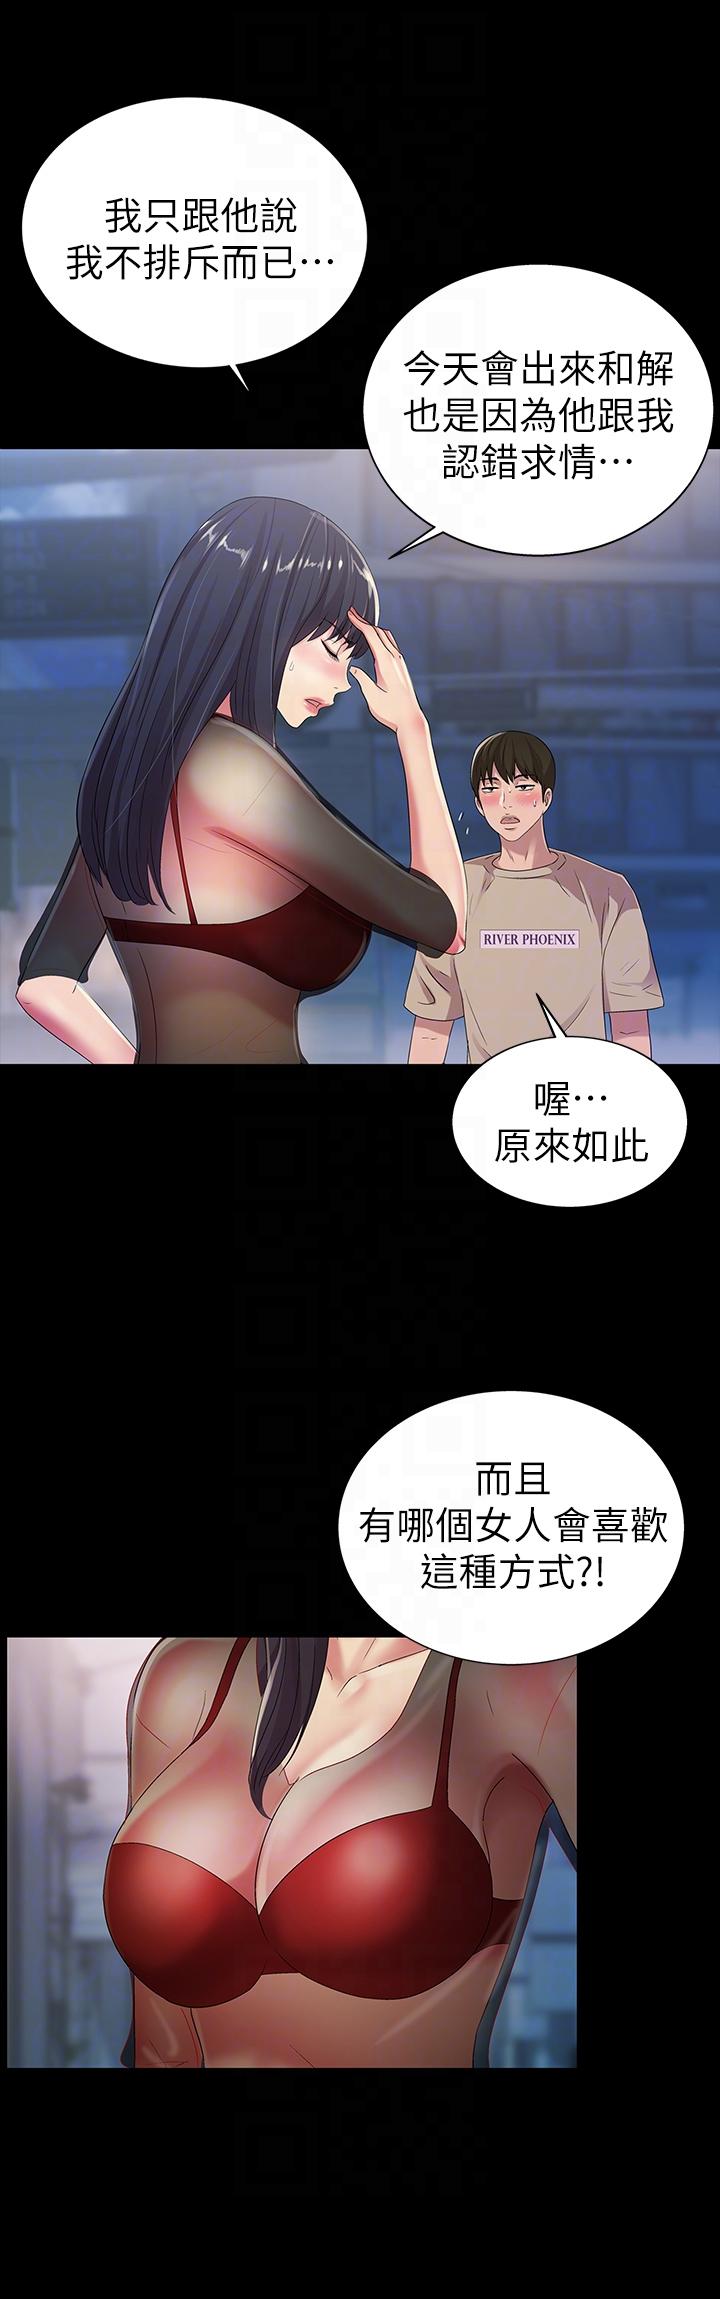 我只跟他說
我不排斥而已⋯
今天會出來和解
也是因為他跟我
認錯求情⋯
RIVER PHOENIX
喔⋯
原來如此
而且
有哪個女人會喜歡
這種方式?!